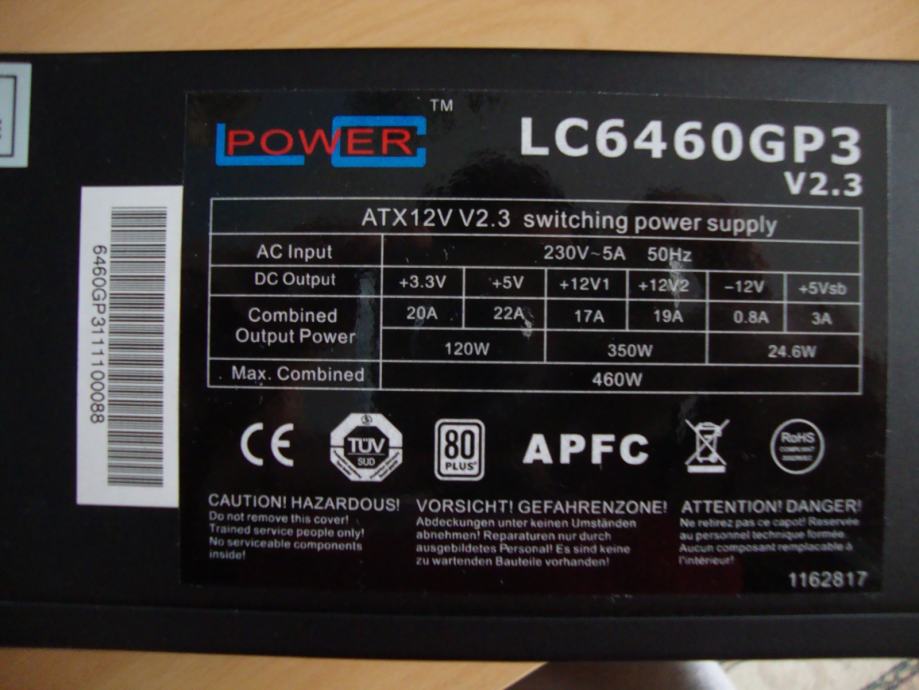 TM
POWER
LC6460GP3
V2.3
ATX12V V2.3 switching power supply
AC Input 230V~5A 50Hz
DC Output +3.3V +5V +12V1 +12V2 -12V +5Vsb
Combined Output Power 20A 22A 17A 19A 0.8A 3A
120W 350W 24.6W
Max. Combined 460W
6460GP31111100088
CE
TÜV
SUD
80
PLUS
APFC
RoHS
COMPLIANT
CAUTION! HAZARDOUS!
Do not remove this cover!
Trained service people only!
No serviceable components
inside!
VORSICHT! GEFAHRENZONE!
Abdeckungen unter keinen Umständen
abnehmen! Reparaturen nur durch
ausgebildetes Personal! Es sind keine
zu wartenden Bauteile vorhanden!
ATTENTION! DANGER!
Ne retirez pas ce capot! Reservée
au personnel technique formée.
Aucun composant remplaçable à
l'intérieur!
1162817